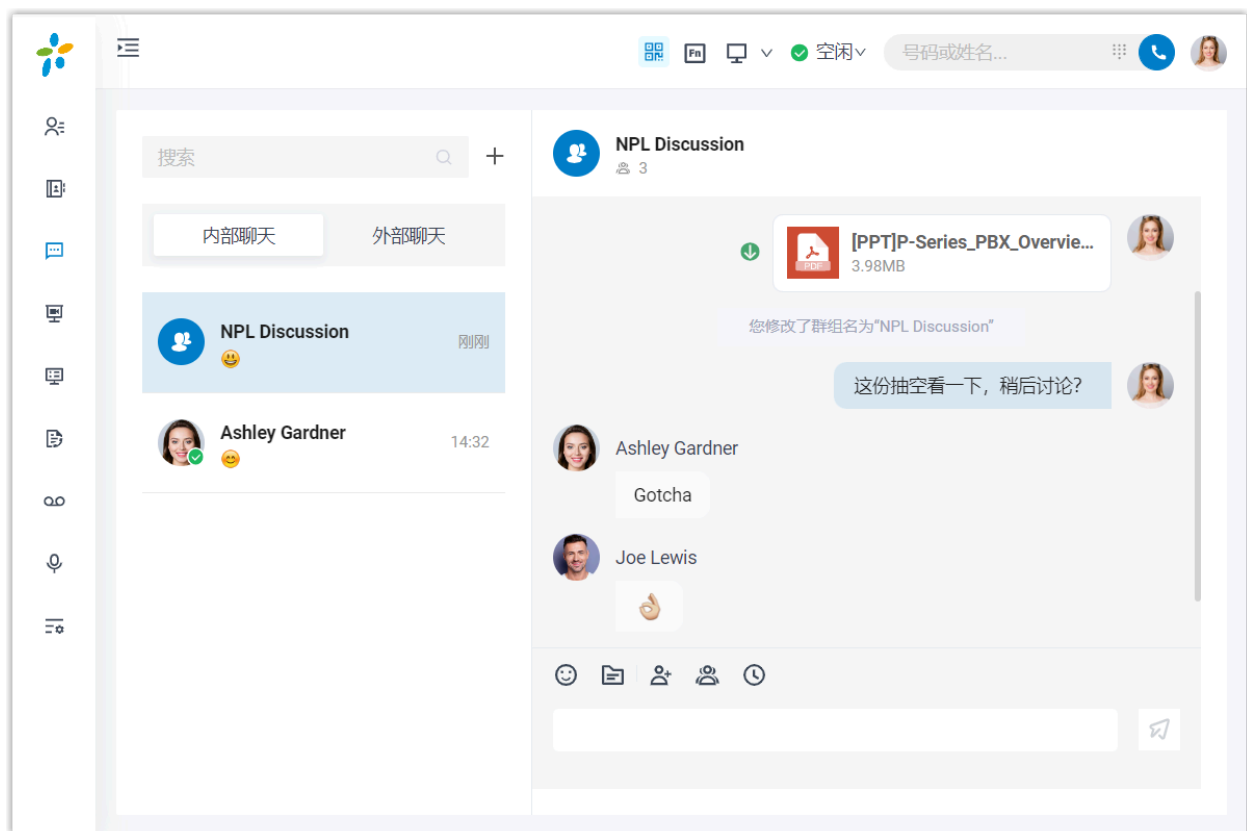 Fn
空闲
号码或姓名...
搜索
内部聊天
外部聊天
NPL Discussion
刚刚
Ashley Gardner
14:32
NPL Discussion
3
[PPT]P-Series_PBX_Overvie...
PDF
3.98MB
您修改了群组名为“NPL Discussion”
这份抽空看一下，稍后讨论？
Ashley Gardner
Gotcha
Joe Lewis